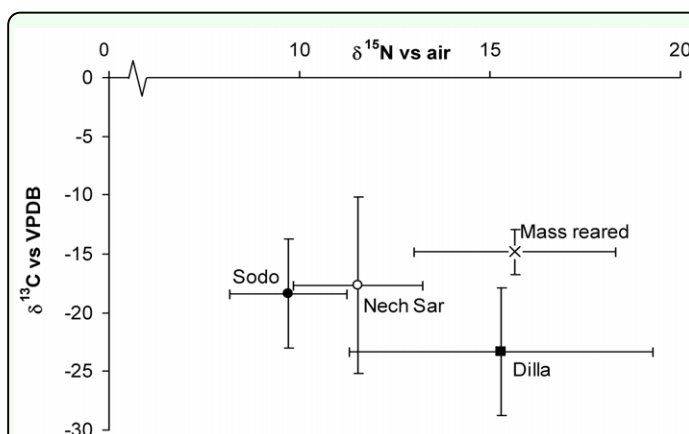 0 10 15 20
δ15N vs air
0
-5
-10
-15
-20
-25
-30
δ13C vs VPDB
Mass reared
Sodo
Nech Sar
Dilla